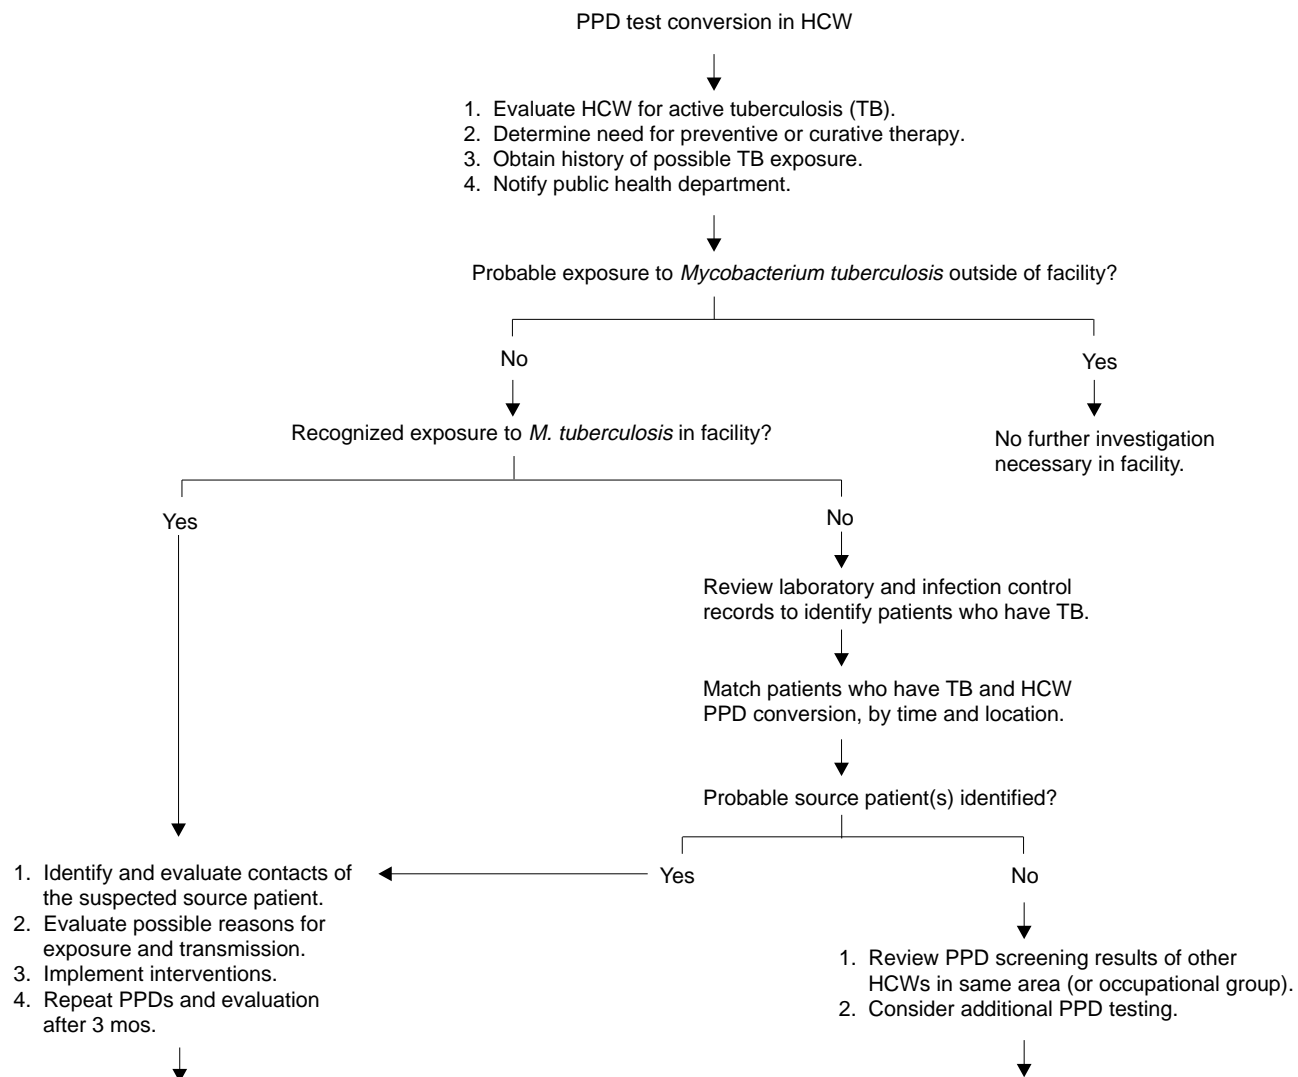 PPD test conversion in HCW
1. Evaluate HCW for active tuberculosis (TB).
2. Determine need for preventive or curative therapy.
3. Obtain history of possible TB exposure.
4. Notify public health department.
Probable exposure to Mycobacterium tuberculosis outside of facility?
No
Yes
Recognized exposure to M. tuberculosis in facility?
No further investigation
necessary in facility.
Yes
No
Review laboratory and infection control
records to identify patients who have TB.
Match patients who have TB and HCW
PPD conversion, by time and location.
Probable source patient(s) identified?
Yes
No
1. Identify and evaluate contacts of
the suspected source patient.
2. Evaluate possible reasons for
exposure and transmission.
3. Implement interventions.
4. Repeat PPDs and evaluation
after 3 mos.
1. Review PPD screening results of other
HCWs in same area (or occupational group).
2. Consider additional PPD testing.